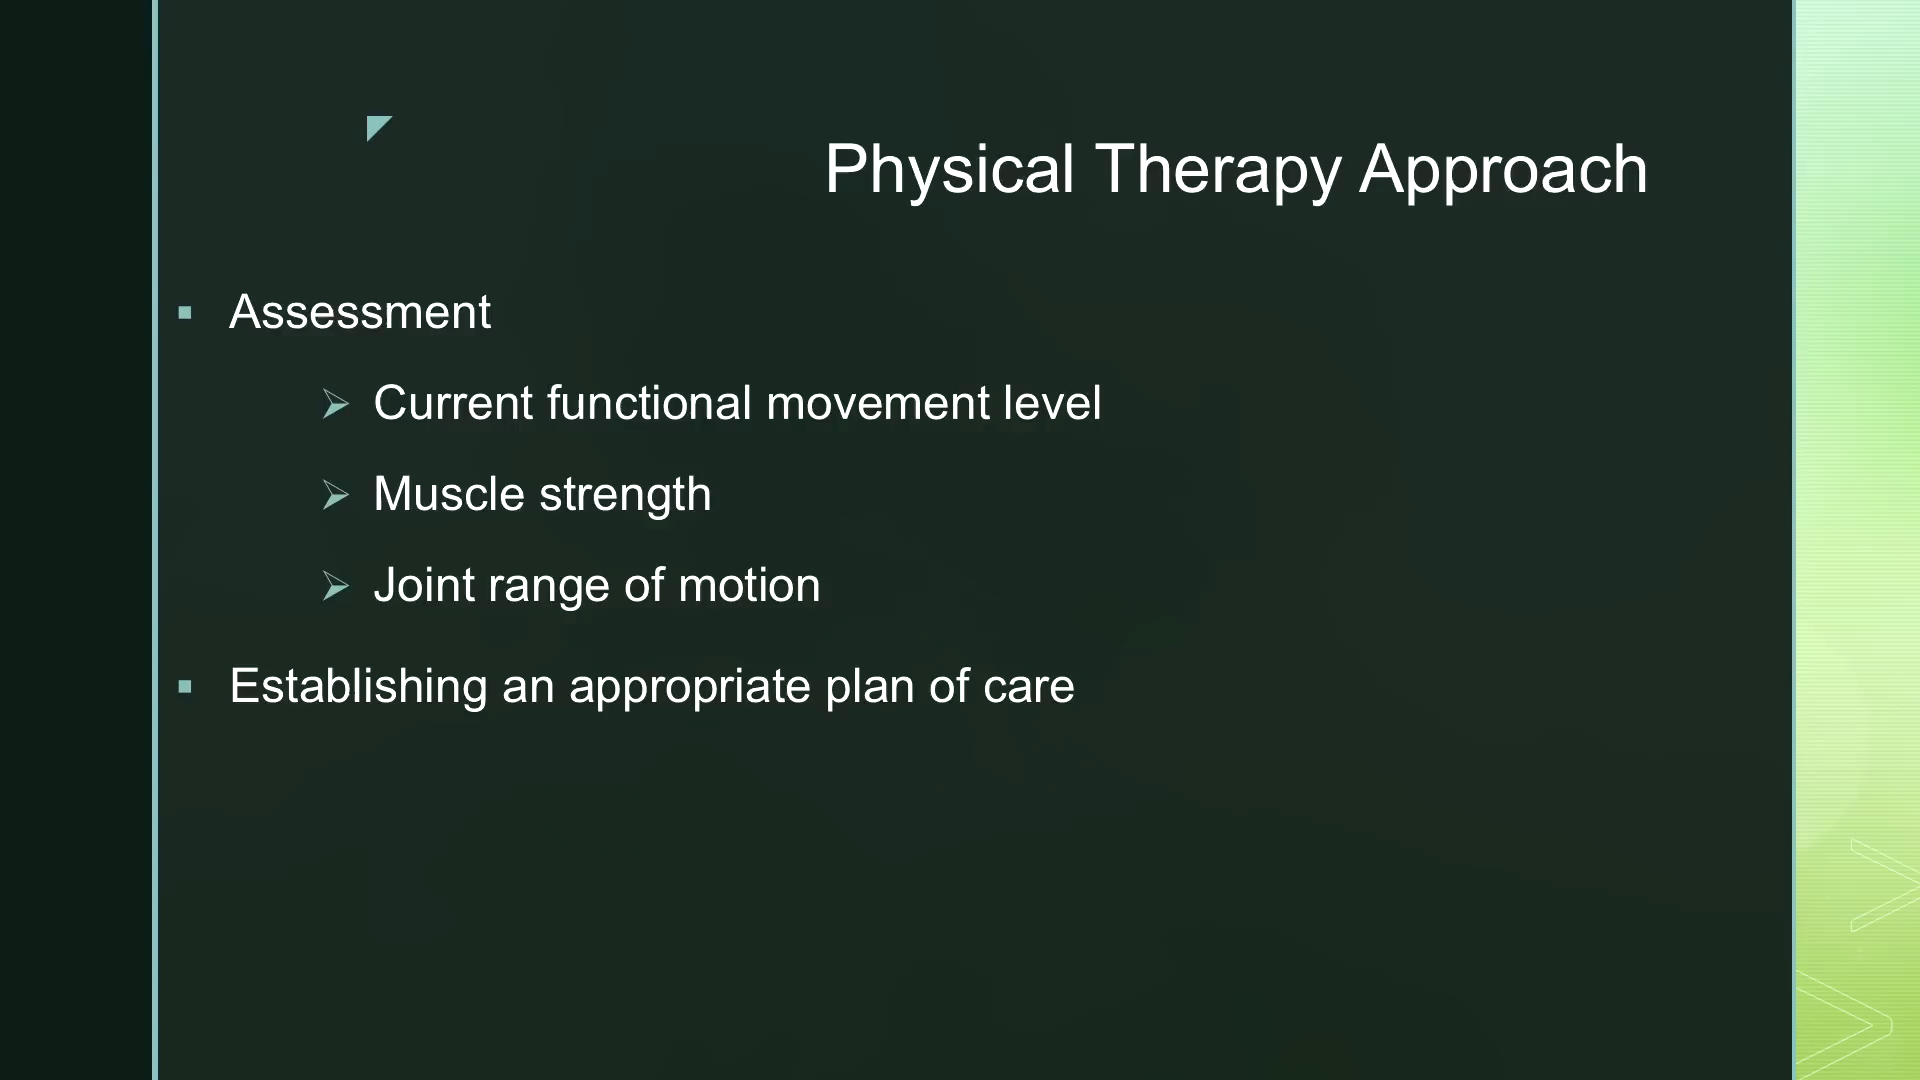 Physical Therapy Approach
▪ Assessment
➢ Current functional movement level
➢ Muscle strength
➢ Joint range of motion
▪ Establishing an appropriate plan of care